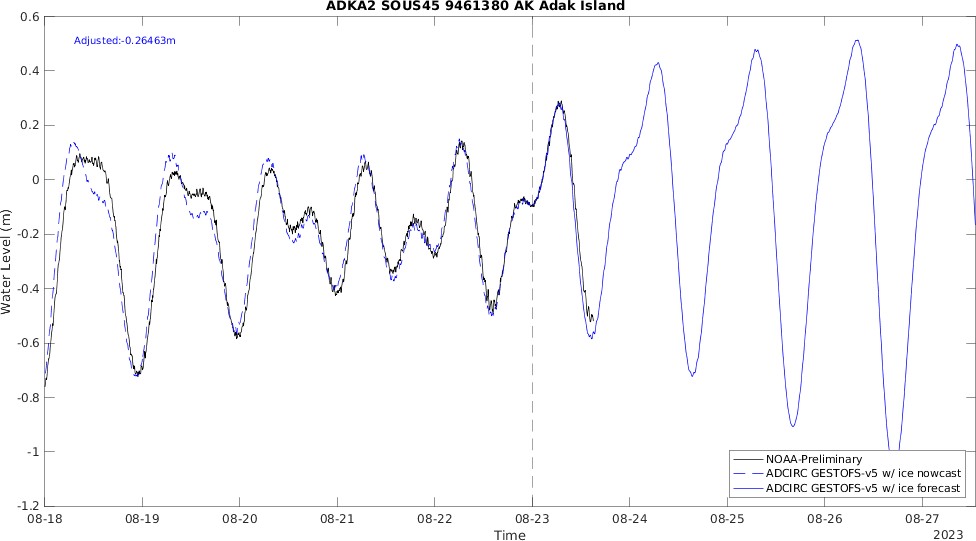 ADKA2 SOUS45 9461380 AK Adak Island
Adjusted:-0.26463m
0.6
0.4
0.2
0
-0.2
-0.4
-0.6
-0.8
-1
-1.2
Water Level (m)
NOAA-Preliminary
ADCIRC GESTOFS-v5 w/ ice nowcast
ADCIRC GESTOFS-v5 w/ ice forecast
08-18 08-19 08-20 08-21 08-22 08-23 08-24 08-25 08-26 08-27
Time
2023